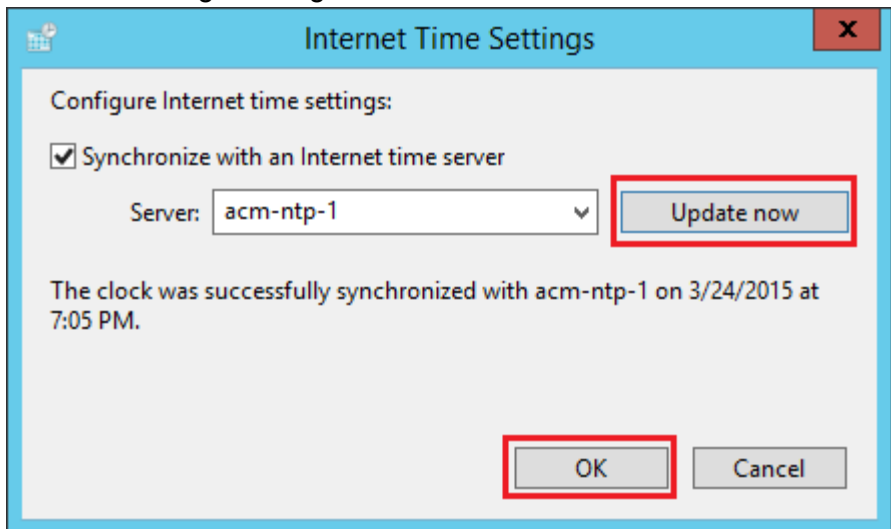 Internet Time Settings
x
Configure Internet time settings:
Synchronize with an Internet time server
Server: acm-ntp-1 Update now
The clock was successfully synchronized with acm-ntp-1 on 3/24/2015 at
7:05 PM.
OK Cancel